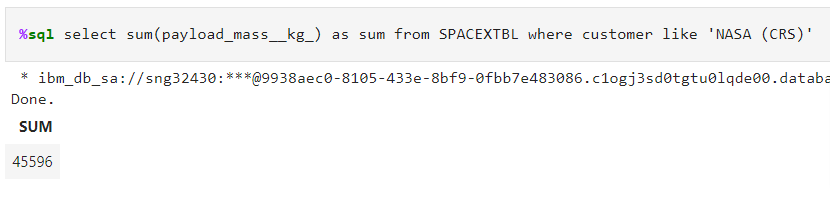 %sql select sum(payload_mass__kg_) as sum from SPACEXTBL where customer like 'NASA (CRS)'
* ibm_db_sa://sng32430:***@9938aec0-8105-433e-8bf9-0fbb7e483086.c1ogj3sd0tgtu0lqde00.databa
Done.
SUM
45596